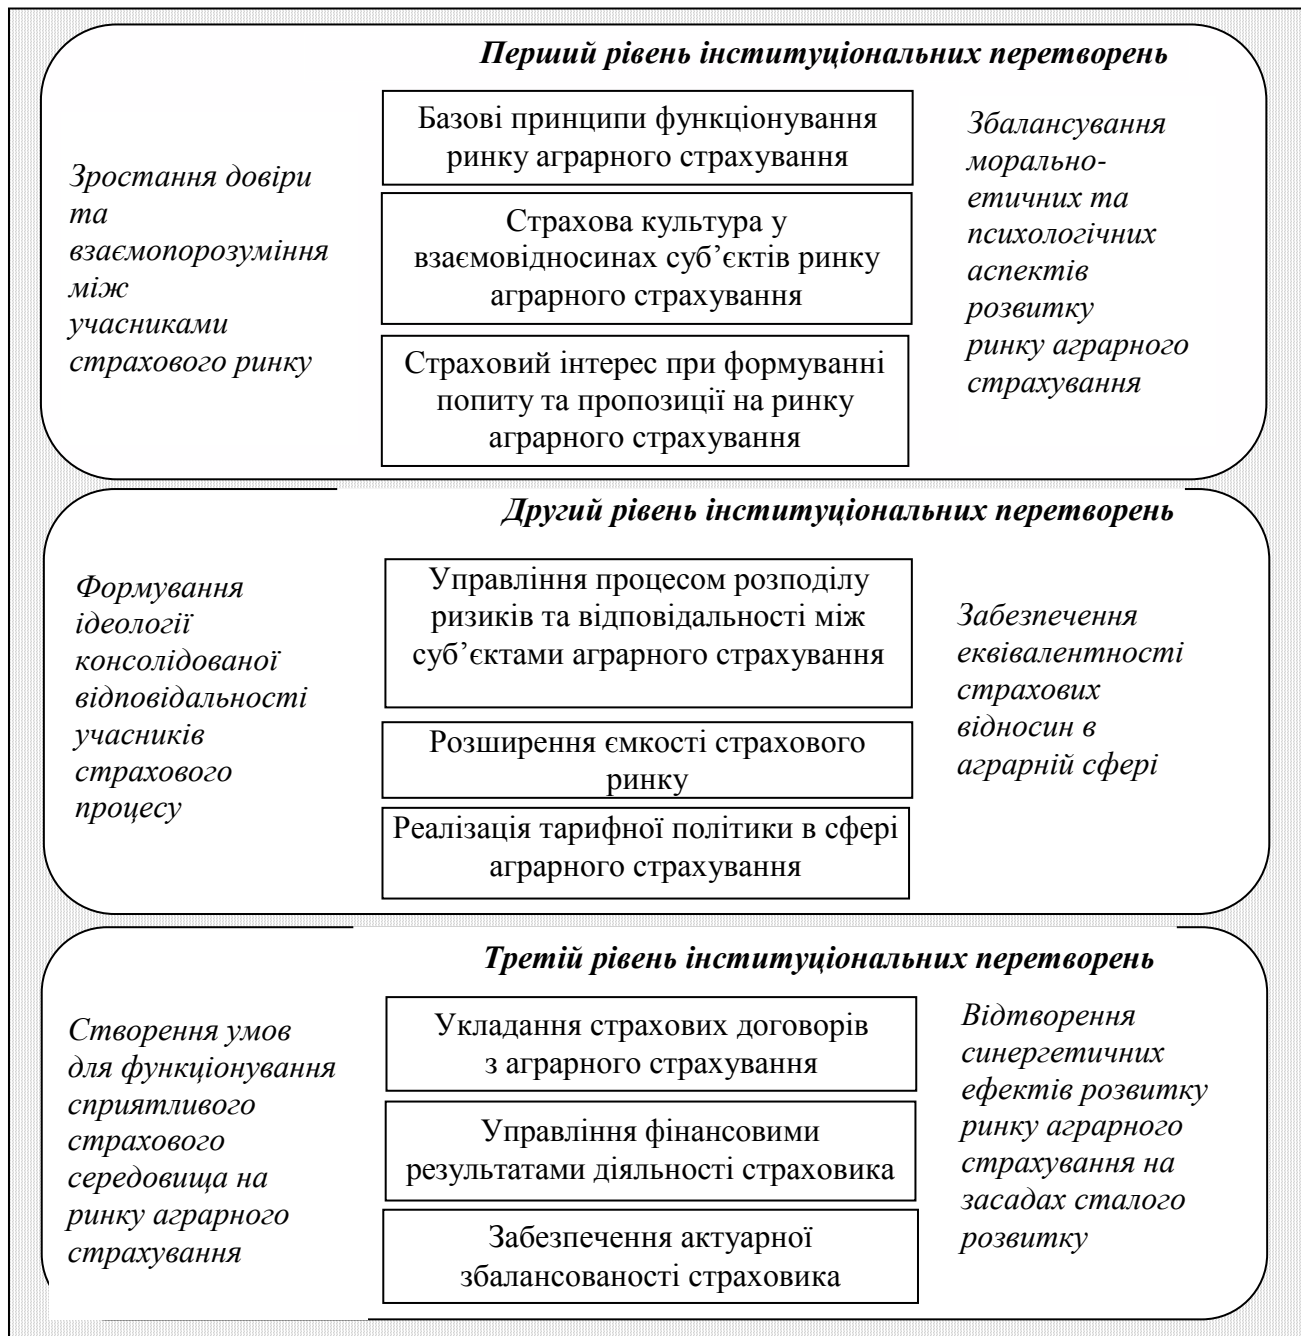 Перший рівень інституціональних перетворень
Зростання довіри
та
взаємопорозуміння
між
учасниками
страхового ринку
Базові принципи функціонування
ринку аграрного страхування
Страхова культура у
взаємовідносинах суб’єктів ринку
аграрного страхування
Страховий інтерес при формуванні
попиту та пропозиції на ринку
аграрного страхування
Збалансування
морально-
етичних та
психологічних
аспектів
розвитку
ринку аграрного
страхування
Другий рівень інституціональних перетворень
Формування
ідеології
консолідованої
відповідальності
учасників
страхового
процесу
Управління процесом розподілу
ризиків та відповідальності між
суб’єктами аграрного страхування
Розширення ємкості страхового
ринку
Реалізація тарифної політики в сфері
аграрного страхування
Забезпечення
еквівалентності
страхових
відносин в
аграрній сфері
Третій рівень інституціональних перетворень
Створення умов
для функціонування
сприятливого
страхового
середовища на
ринку аграрного
страхування
Укладання страхових договорів
з аграрного страхування
Управління фінансовими
результатами діяльності страховика
Забезпечення актуарної
збалансованості страховика
Відтворення
синергетичних
ефектів розвитку
ринку аграрного
страхування на
засадах сталого
розвитку